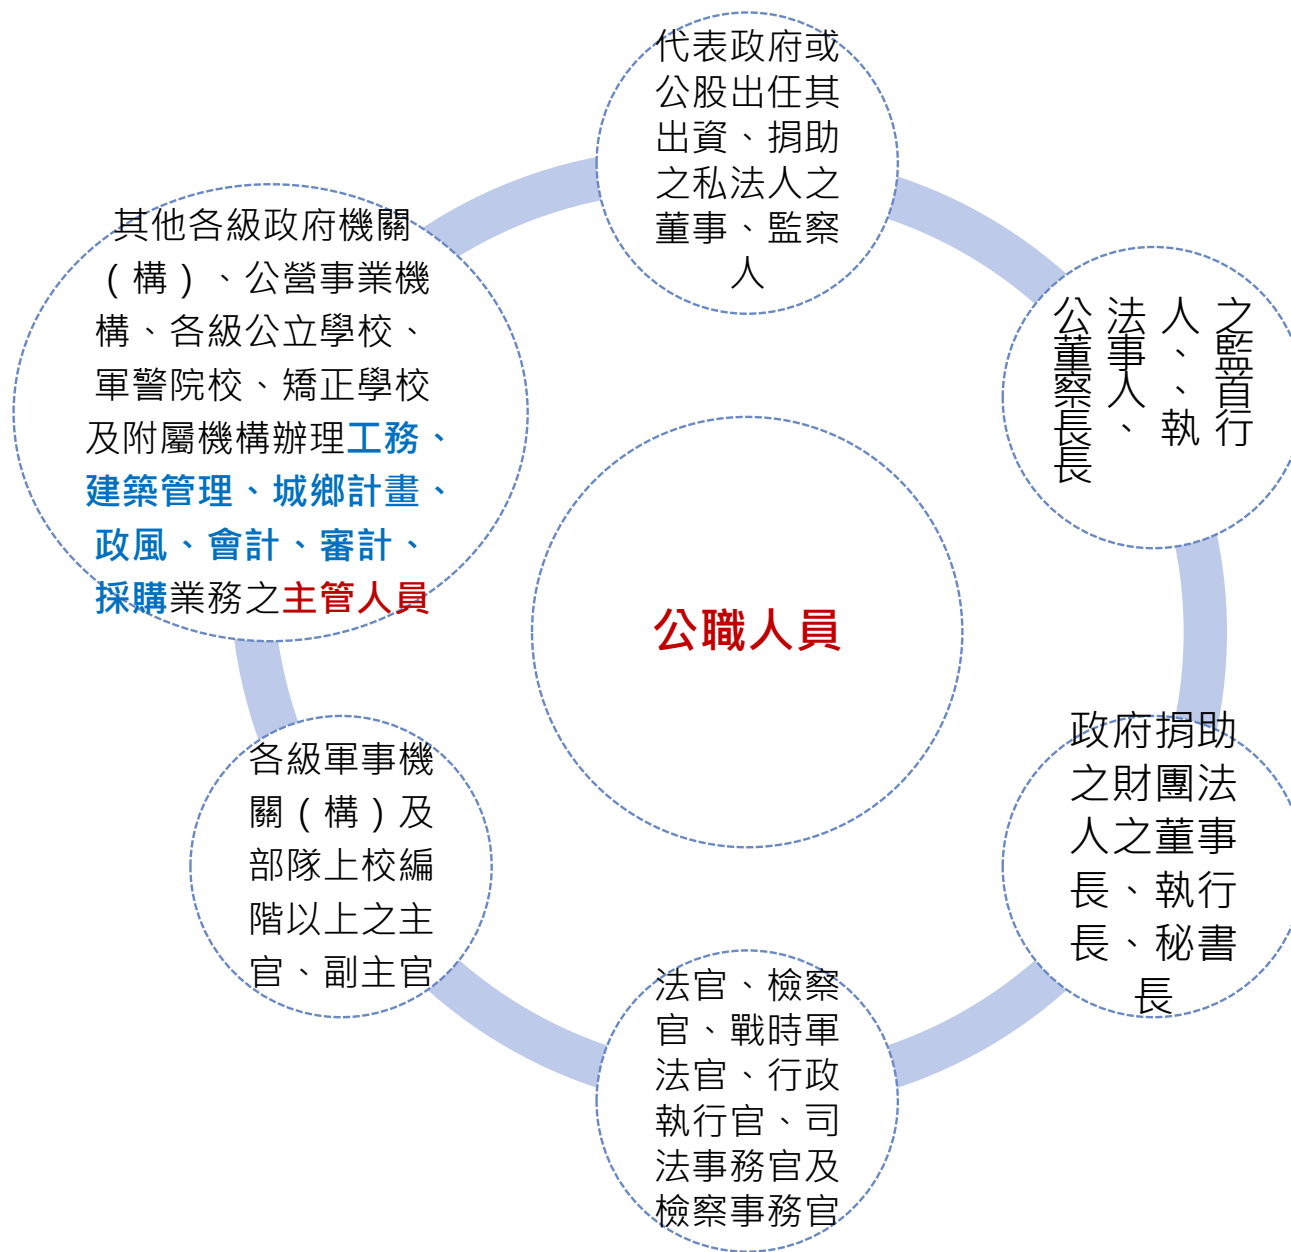 代表政府或
公股出任其
出資、捐助
之私法人之
董事、監察
人
公法人之
董事、監
察人、首
長、執行
長
政府捐助
之財團法
人之董事
長、執行
長、秘書
長
法官、檢察
官、戰時軍
法官、行政
執行官、司
法事務官及
檢察事務官
各級軍事機
關（構）及
部隊上校編
階以上之主
官、副主官
其他各級政府機關
（構）、公營事業機
構、各級公立學校、
軍警院校、矯正學校
及附屬機構辦理工務、
建築管理、城鄉計畫、
政風、會計、審計、
採購業務之主管人員
公職人員